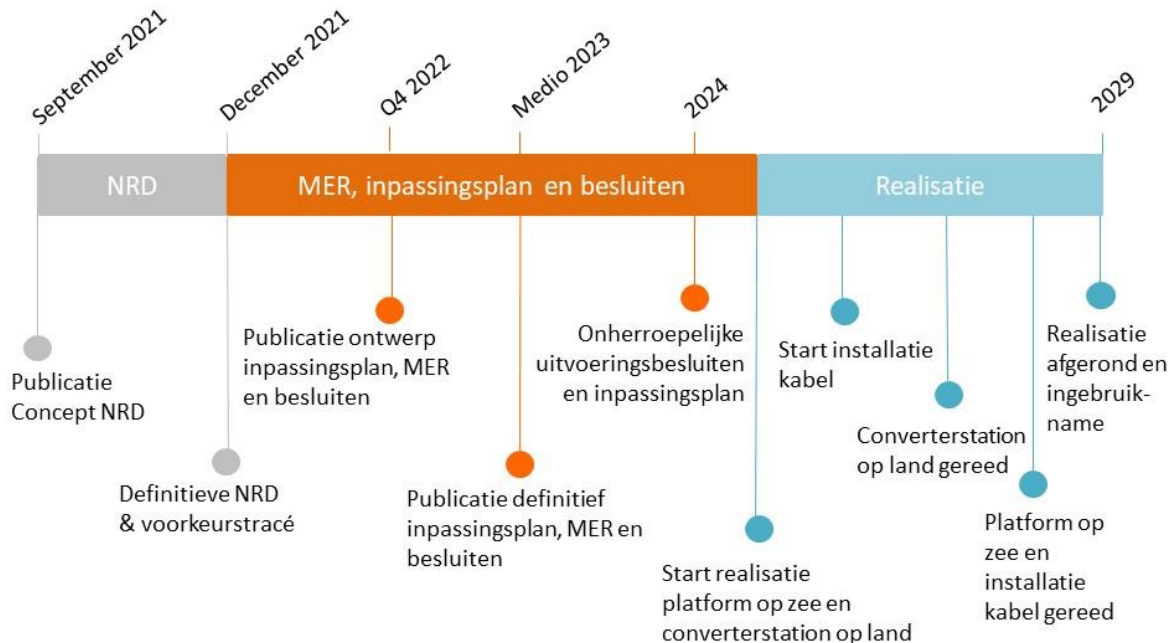 September 2021
December 2021
Q4 2022
Medio 2023
2024
2029
NRD
MER, inpassingsplan en besluiten
Realisatie
Publicatie
Concept NRD
Definitieve NRD
& voorkeurstracé
Publicatie ontwerp
inpassingsplan, MER
en besluiten
Publicatie definitief
inpassingsplan, MER en
besluiten
Onherroepelijke
uitvoeringsbesluiten
en inpassingsplan
Start realisatie
platform op zee en
converterstation op land
Start installatie
kabel
Converterstation
op land gereed
Platform op
zee en
installatie
kabel gereed
Realisatie
afgerond en
ingebruik-
name